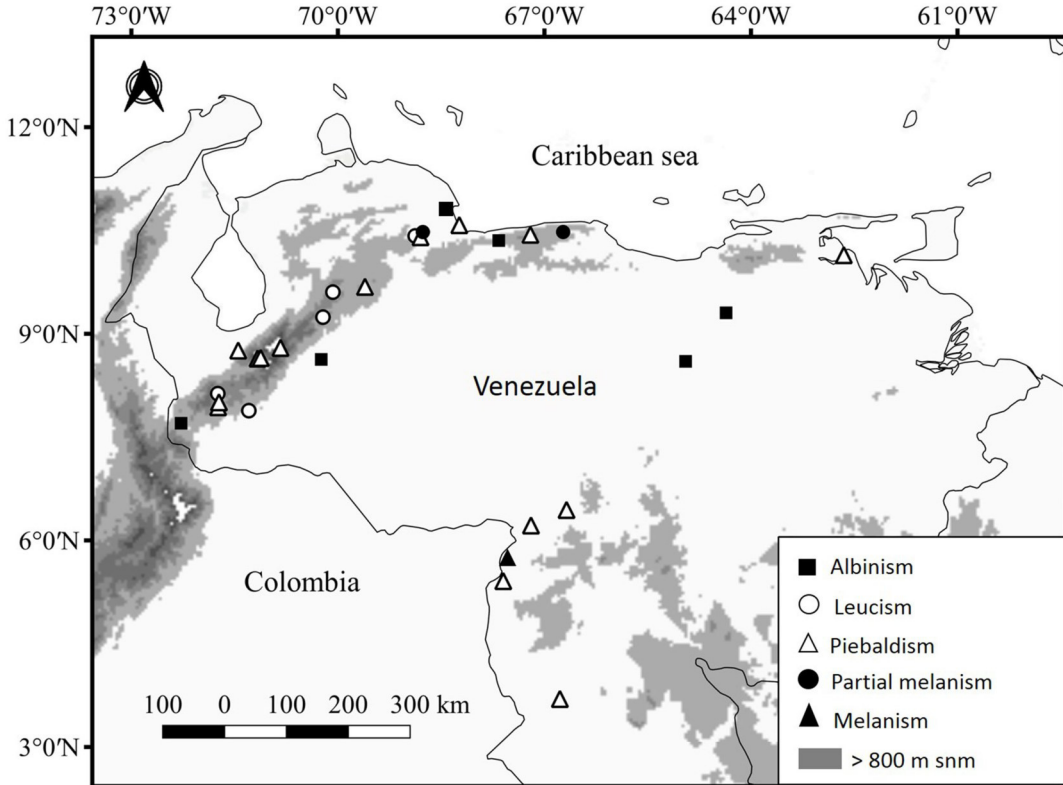 73°0′W 70°0′W 67°0′W 64°0′W 61°0′W
12°0′N
Caribbean sea
9°0′N
Venezuela
6°0′N
Colombia
3°0′N
100 0 100 200 300 km
Albinism
Leucism
Piebaldism
Partial melanism
Melanism
> 800 m snm